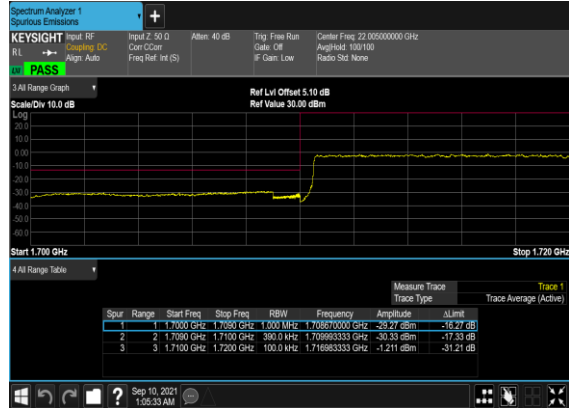 Spectrum Analyzer 1
Spurious Emissions
+
KEYSIGHT Input: RF Input Z: 50 Ω Atten: 40 dB Trig: Free Run Center Freq: 22.005000000 GHz
RL Coupling: DC Corr CCorr Gate: Off Avg|Hold: 100/100
Align: Auto Freq Ref: Int (S) IF Gain: Low Radio Std: None
PASS
3 All Range Graph
Ref Lvl Offset 5.10 dB
Scale/Div 10.0 dB Ref Value 30.00 dBm
Log
20.0
10.0
0.00
-10.0
-20.0
-30.0
-40.0
-50.0
-60.0
Start 1.700 GHz Stop 1.720 GHz
4 All Range Table
Measure Trace Trace 1
Trace Type Trace Average (Active)
Spur Range Start Freq Stop Freq RBW Frequency Amplitude ΔLimit
1 1 1.7000 GHz 1.7090 GHz 1.000 MHz 1.708670000 GHz -29.27 dBm -16.27 dB
2 2 1.7090 GHz 1.7100 GHz 390.0 kHz 1.709993333 GHz -30.33 dBm -17.33 dB
3 3 1.7100 GHz 1.7200 GHz 100.0 kHz 1.716983333 GHz -1.211 dBm -31.21 dB
? Sep 10, 2021
1:05:33 AM